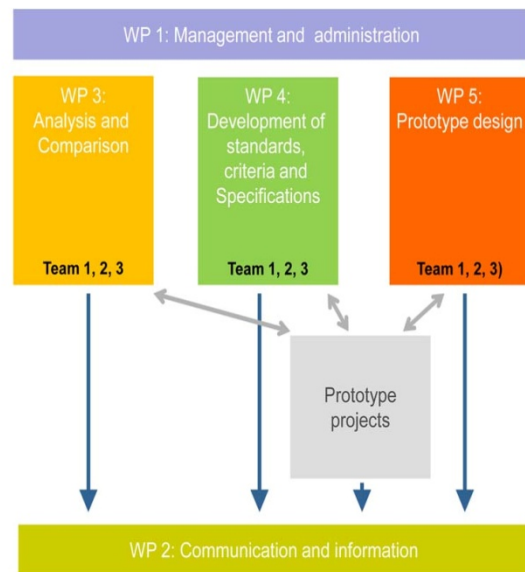 WP 1: Management and administration
WP 3:
Analysis and
Comparison
Team 1, 2, 3
WP 4:
Development of
standards,
criteria and
Specifications
Team 1, 2, 3
WP 5:
Prototype design
Team 1, 2, 3)
Prototype
projects
WP 2: Communication and information